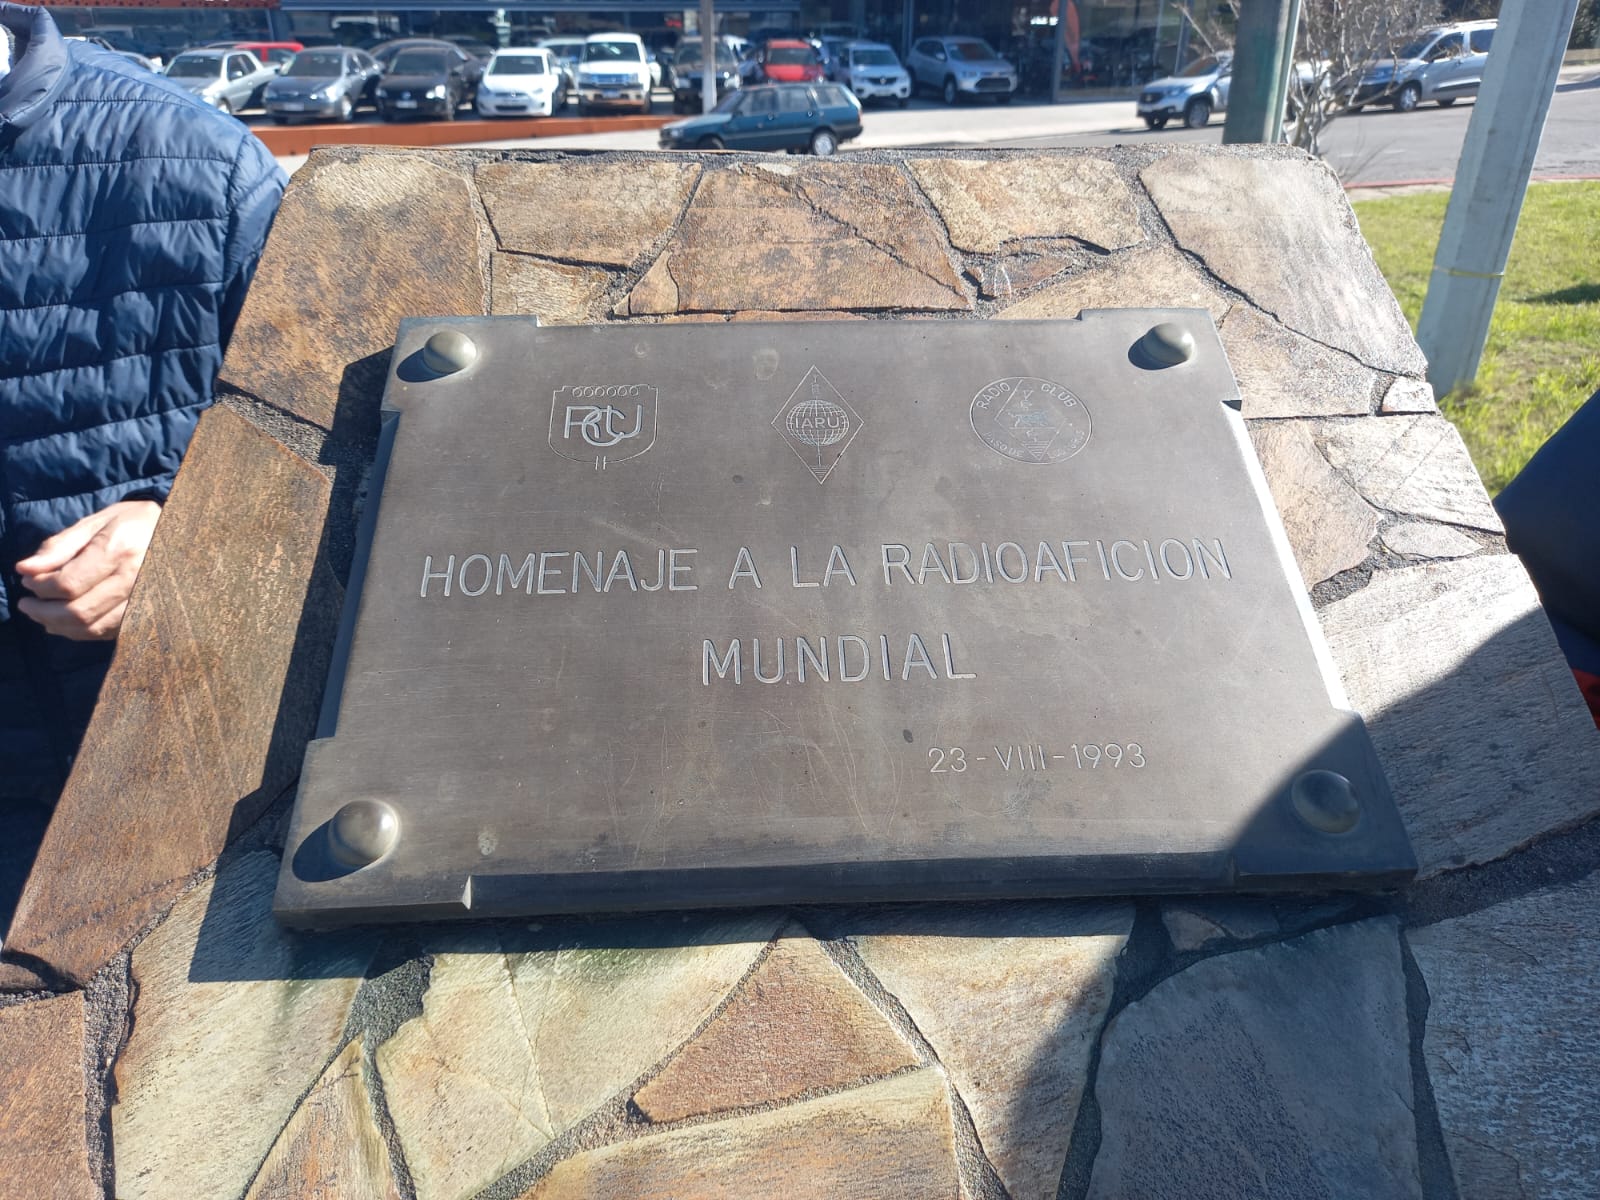 RCU
IARU
RADIO CLUB
HOMENAJE A LA RADIOAFICION
MUNDIAL
23-VIII-1993